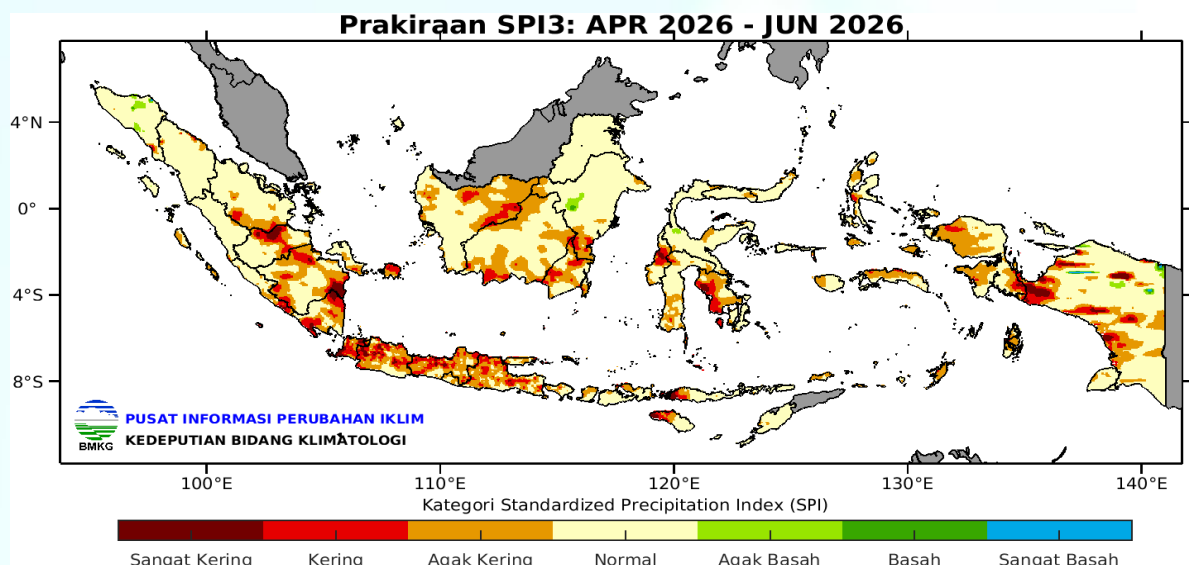 Prakiraan SPI3: APR 2026 - JUN 2026
4°N
0°
4°S
8°S
PUSAT INFORMASI PERUBAHAN IKLIM
KEDEPUTIAN BIDANG KLIMATOLOGI
BMKG
100°E 110°E 120°E 130°E 140°E
Kategori Standardized Precipitation Index (SPI)
Sangat Kering Kering Agak Kering Normal Agak Basah Basah Sangat Basah